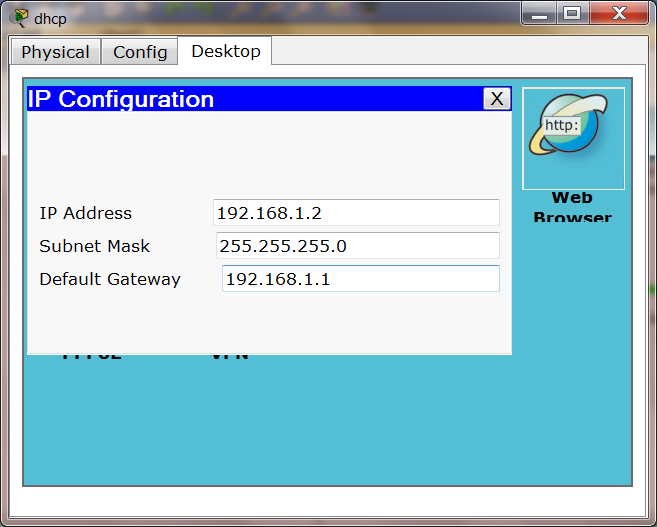 dhcp
Physical Config Desktop
IP Configuration X
http:
IP Address 192.168.1.2
Web
Browser
Subnet Mask 255.255.255.0
Default Gateway 192.168.1.1
VPN